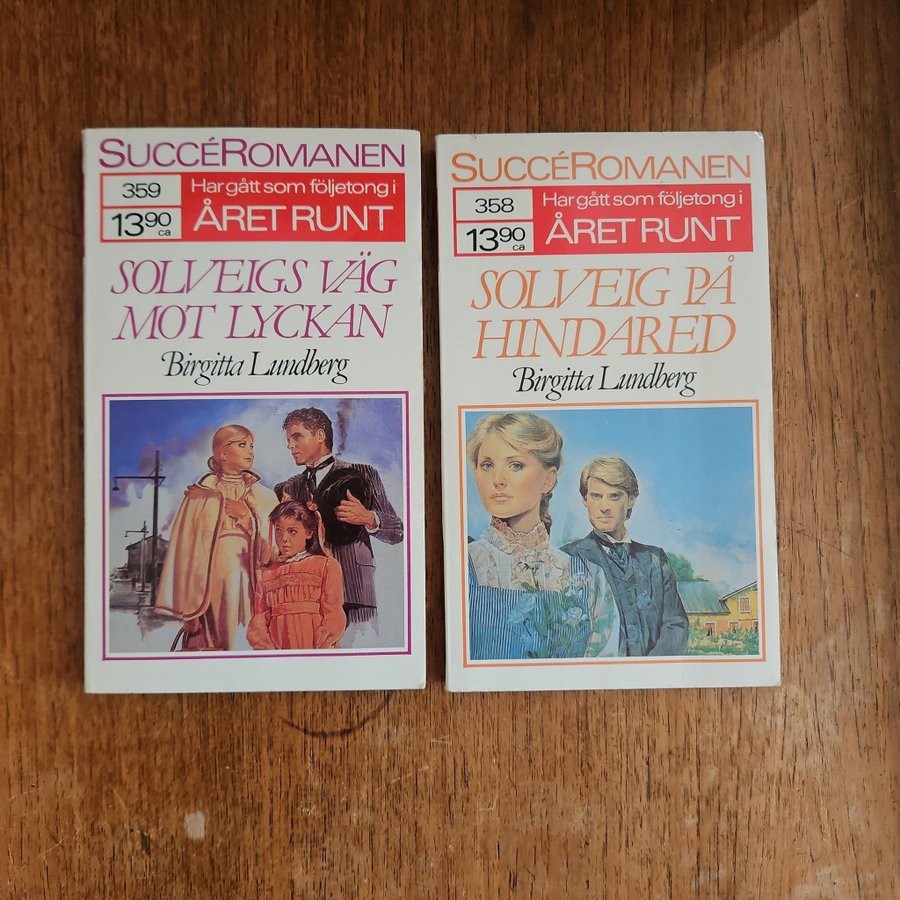 SUCCÉROMANEN
359
13 90 ca
Har gått som följetong i
ÅRET RUNT
SOLVEIGS VÄG
MOT LYCKAN
Birgitta Lundberg
SUCCÉROMANEN
358
13 90 ca
Har gått som följetong i
ÅRET RUNT
SOLVEIG PÅ
HINDARED
Birgitta Lundberg